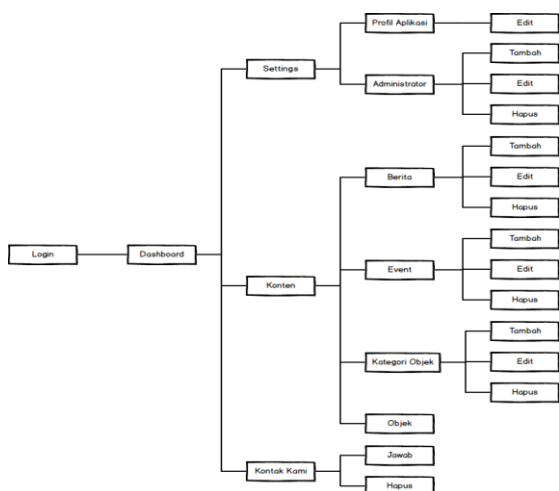 Profil Aplikasi
Edit
Tambah
Settings
Administrator
Edit
Hapus
Tambah
Berita
Edit
Hapus
Tambah
Login
Dashboard
Event
Edit
Konten
Hapus
Tambah
Kategori Objek
Edit
Hapus
Objek
Jawab
Kontak Kami
Hapus